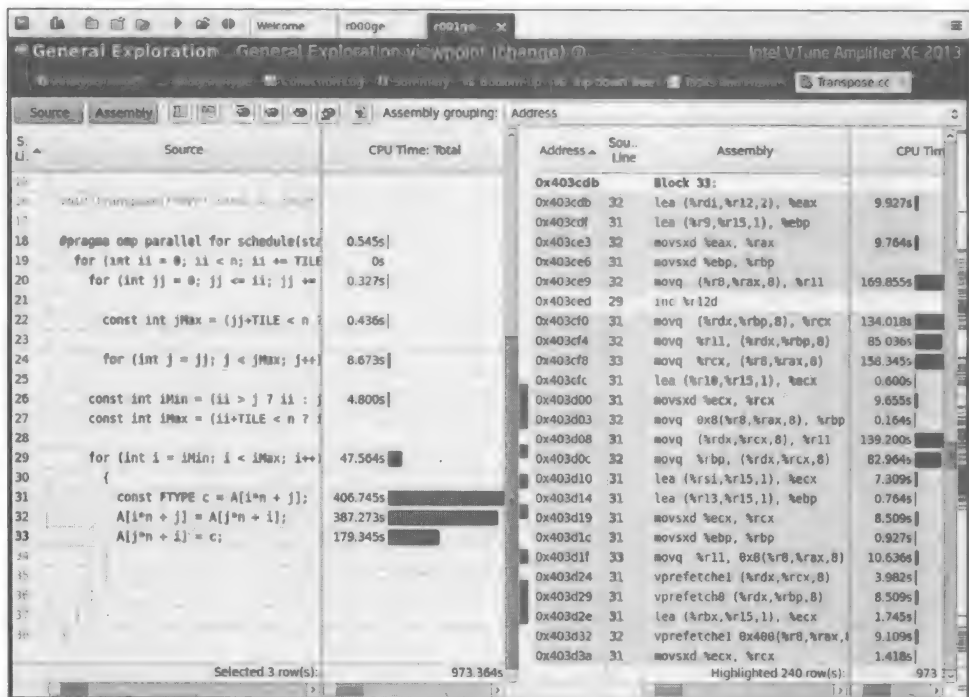 Welcome
r000ge
r001ge
General Exploration General Exploration viewpoint (change)
Intel VTune Amplifier XE 2013
Transpose.cc
Source Assembly Assembly grouping: Address
S.
Li.
Source
CPU Time: Total
18 #pragma omp parallel for schedule(sta 0.545s
19 for (int ii = 0; ii < n; ii += TILE 0s
20 for (int jj = 0; jj <= ii; jj += 0.327s
21
22 const int jMax = (jj+TILE < n ? 0.436s
23
24 for (int j = jj; j < jMax; j++) 8.673s
25
26 const int iMin = (ii > j ? ii : j 4.800s
27 const int iMax = (ii+TILE < n ? i
28
29 for (int i = iMin; i < iMax; i++) 47.564s
30 {
31 const FTYPE c = A[i*n + j]; 406.745s
32 A[i*n + j] = A[j*n + i]; 387.273s
33 A[j*n + i] = c; 179.345s
Selected 3 row(s): 973.364s
Address
Sou..
Line
Assembly
CPU Tim
0x403cdb Block 33:
0x403cdb 32 lea (%rdi,%r12,2), %eax 9.927s
0x403cdf 31 lea (%r9,%r15,1), %ebp
0x403ce3 32 movsxd %eax, %rax 9.764s
0x403ce6 31 movsxd %ebp, %rbp
0x403ce9 32 movq (%r8,%rax,8), %r11 169.855s
0x403ced 29 inc %r12d
0x403cf0 31 movq (%rdx,%rbp,8), %rcx 134.018s
0x403cf4 32 movq %r11, (%rdx,%rbp,8) 85.036s
0x403cf8 33 movq %rcx, (%r8,%rax,8) 158.345s
0x403cfc 31 lea (%r10,%r15,1), %ecx 0.600s
0x403d00 31 movsxd %ecx, %rcx 9.655s
0x403d03 32 movq 0x8(%r8,%rax,8), %rbp 0.164s
0x403d08 31 movq (%rdx,%rcx,8), %r11 139.200s
0x403d0c 32 movq %rbp, (%rdx,%rcx,8) 82.964s
0x403d10 31 lea (%rsi,%r15,1), %ecx 7.309s
0x403d14 31 lea (%r13,%r15,1), %ebp 0.764s
0x403d19 31 movsxd %ecx, %rcx 8.509s
0x403d1c 31 movsxd %ebp, %rbp 0.927s
0x403d1f 33 movq %r11, 0x8(%r8,%rax,8) 10.636s
0x403d24 31 vprefetche1 (%rdx,%rcx,8) 3.982s
0x403d29 31 vprefetch0 (%rdx,%rbp,8) 8.509s
0x403d2e 31 lea (%rbx,%r15,1), %ecx 1.745s
0x403d32 32 vprefetche1 0x400(%r8,%rax, 9.109s
0x403d3a 31 movsxd %ecx, %rcx 1.418s
Highlighted 240 row(s): 973